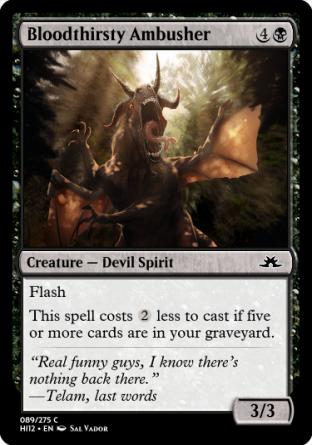 Bloodthirsty Ambusher 4
Creature — Devil Spirit
Flash
This spell costs 2 less to cast if five
or more cards are in your graveyard.
"Real funny guys, I know there's
nothing back there."
—Telam, last words
3/3
089/275 C
HI12 • EN SAL VADOR